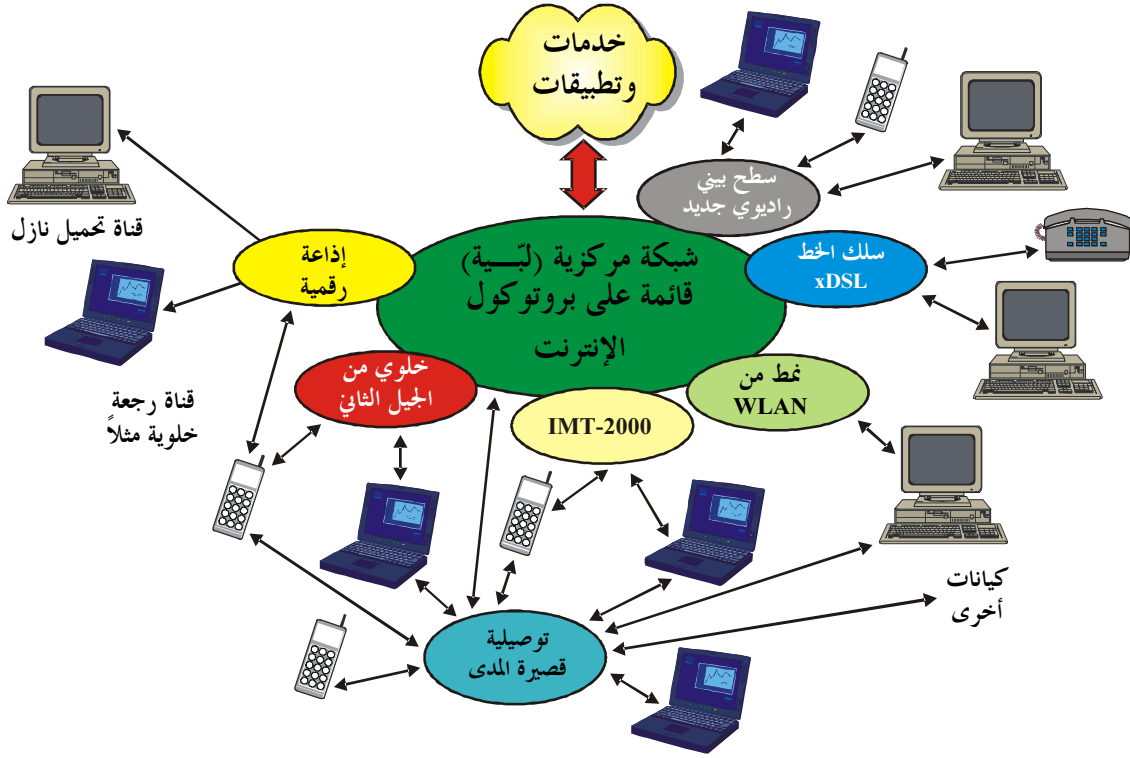 خدمات
وتطبيقات
سطح بيني
راديوي جديد
شبكة مركزية (لبّـــية)
قائمة على بروتوكول
الإنترنت
سلك الخط
xDSL
إذاعة
رقمية
قناة تحميل نازل
خلوي من
الجيل الثاني
نمط من
WLAN
IMT-2000
قناة رجعة
خلوية مثلاً
كيانات
أخرى
توصيلية
قصيرة المدى